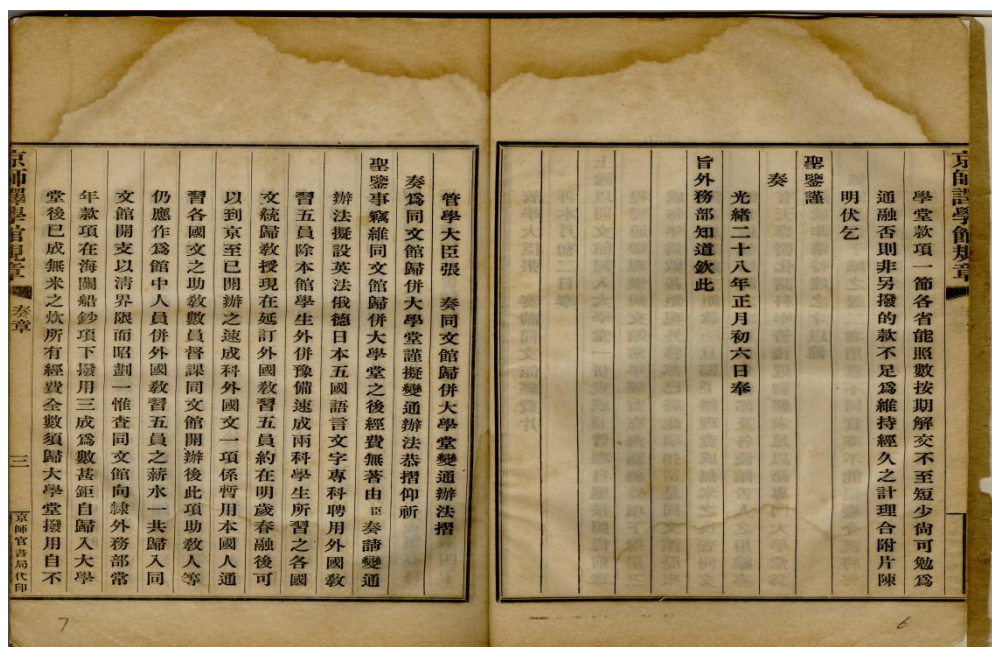 京師譯學館規章
學堂款項一節各省能照數按期解交不至短少尙可勉爲
通融否則非另撥的款不足爲維持經久之計理合附片陳
明伏乞
聖鑒謹
奏
光緒二十八年正月初六日奉
旨外務部知道欽此
6
管學大臣張 奏同文館歸併大學堂變通辦法摺
奏爲同文館歸併大學堂謹擬變通辦法恭摺仰祈
聖鑒事竊維同文館歸併大學堂之後經費無著由臣奏請變通
辦法擬設英法俄德日本五國語言文字專科聘用外國敎
習五員除本館學生外併豫備速成兩科學生所習之各國
文統歸敎授現在延訂外國敎習五員約在明歲春融後可
以到京至已開辦之速成科外國文一項係暫用本國人通
習各國文之助敎數員督課同文館開辦後此項助敎人等
仍應作爲館中人員併外國敎習五員之薪水一共歸入同
文館開支以淸界限而昭劃一惟查同文館向隸外務部常
年款項在海關船鈔項下撥用三成爲數甚鉅自歸入大學
堂後已成無米之炊所有經費全數須歸大學堂撥用自不
京師譯學館規章
奏章
三
京師官書局代印
7